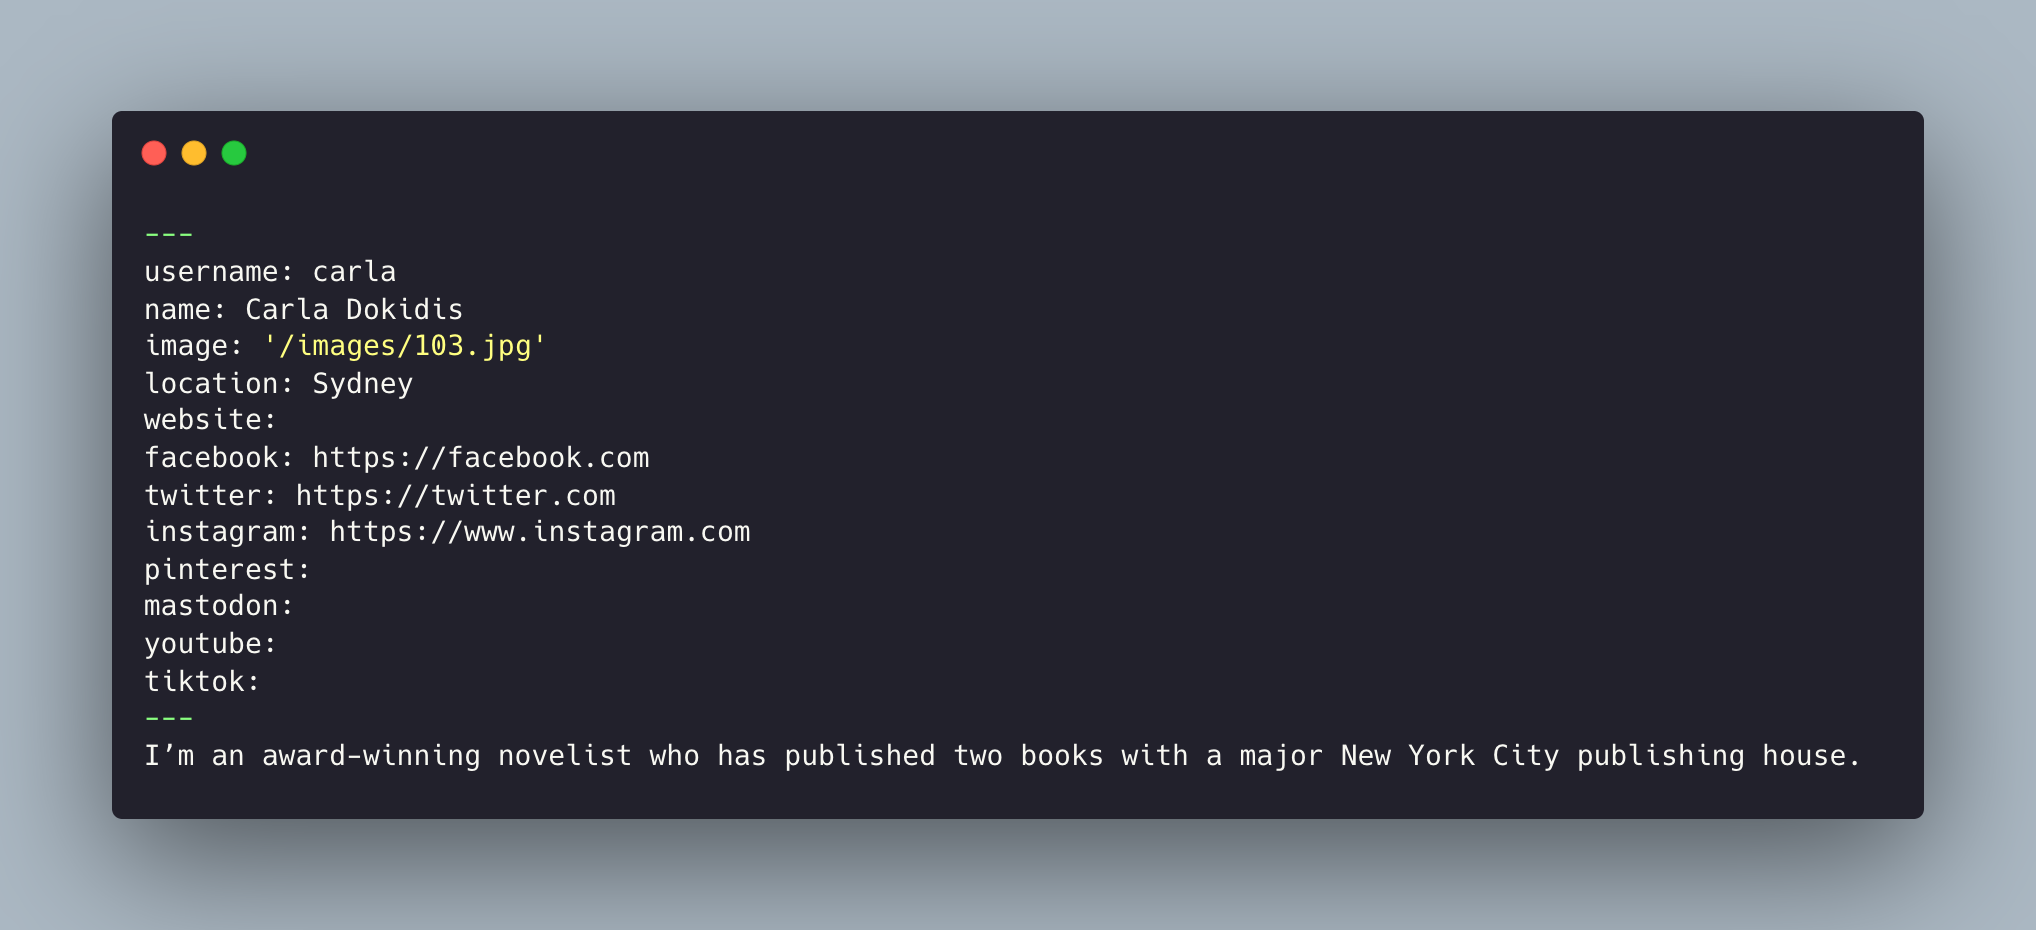 ---
username: carla
name: Carla Dokidis
image: '/images/103.jpg'
location: Sydney
website:
facebook: https://facebook.com
twitter: https://twitter.com
instagram: https://www.instagram.com
pinterest:
mastodon:
youtube:
tiktok:
---
I’m an award-winning novelist who has published two books with a major New York City publishing house.